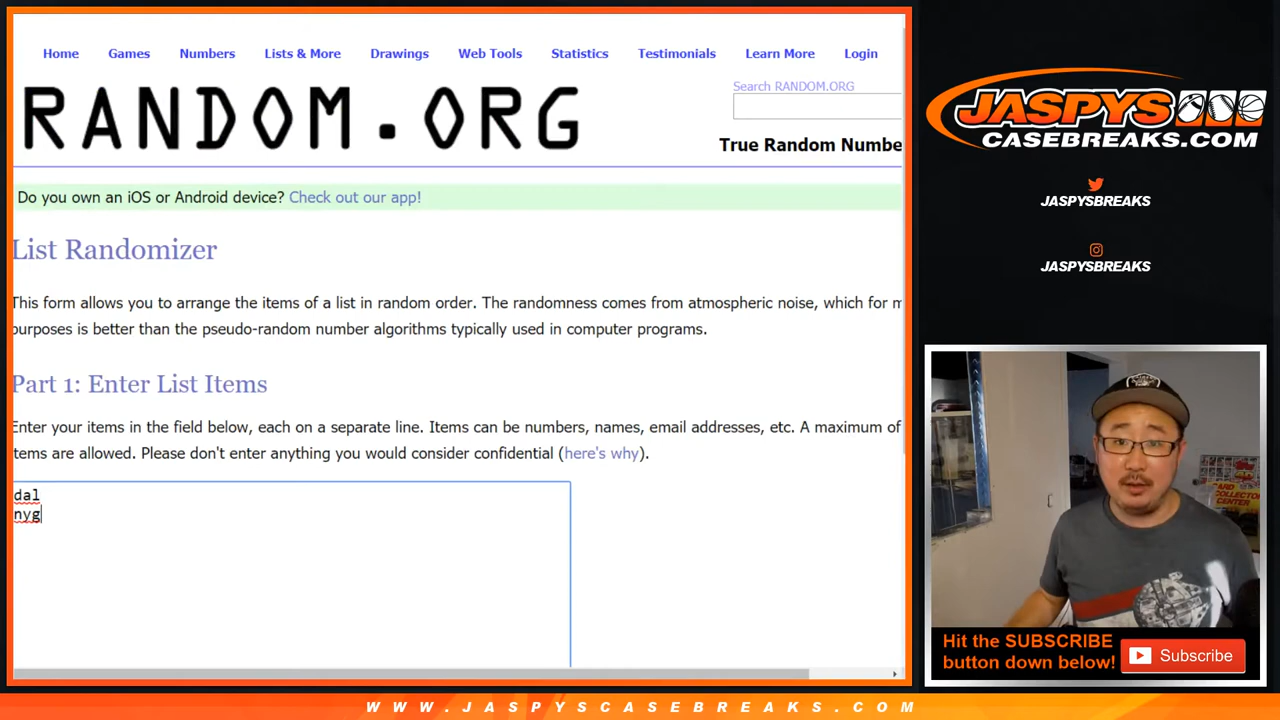 Home Games Numbers Lists & More Drawings Web Tools Statistics Testimonials Learn More Login
RANDOM.ORG
Search RANDOM.ORG
True Random Numbe
Do you own an iOS or Android device? Check out our app!
List Randomizer
This form allows you to arrange the items of a list in random order. The randomness comes from atmospheric noise, which for m
purposes is better than the pseudo-random number algorithms typically used in computer programs.
Part 1: Enter List Items
Enter your items in the field below, each on a separate line. Items can be numbers, names, email addresses, etc. A maximum of
tems are allowed. Please don't enter anything you would consider confidential (here's why).
dal
nyg
JASPYS
CASEBREAKS.COM
JASPYSBREAKS
JASPYSBREAKS
CARD
COLLECTOR
CENTER
Hit the SUBSCRIBE
button down below!
Subscribe
WWW.JASPYSCASEBREAKS.COM